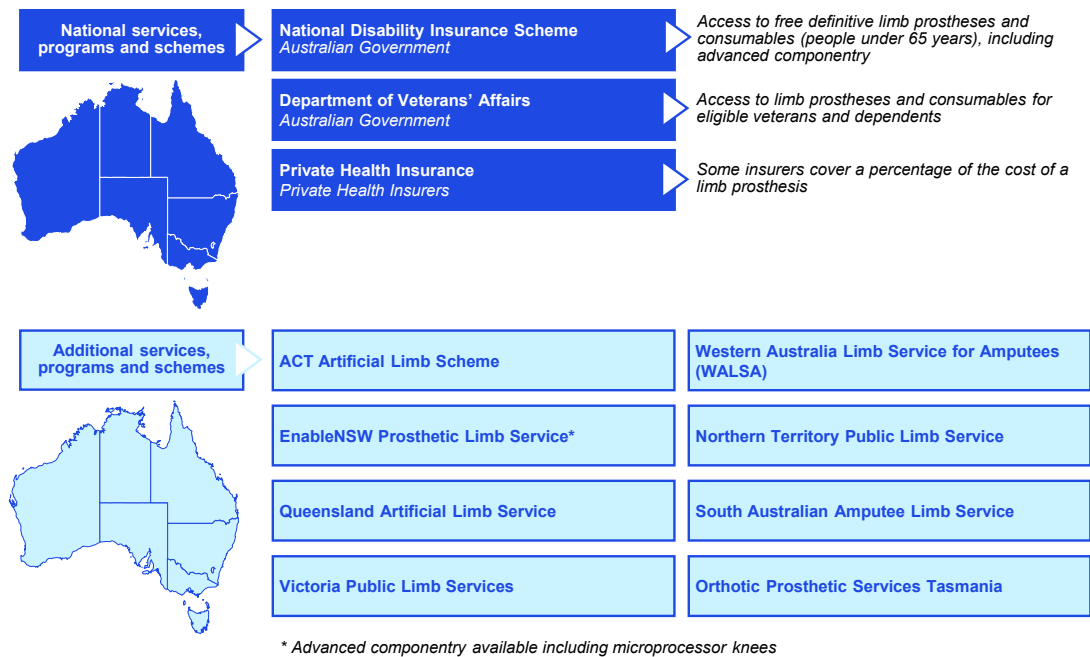 National services,
programs and schemes
National Disability Insurance Scheme
Australian Government
Access to free definitive limb prostheses and
consumables (people under 65 years), including
advanced componentry
Department of Veterans’ Affairs
Australian Government
Access to limb prostheses and consumables for
eligible veterans and dependents
Private Health Insurance
Private Health Insurers
Some insurers cover a percentage of the cost of a
limb prosthesis
Additional services,
programs and schemes
ACT Artificial Limb Scheme
Western Australia Limb Service for Amputees
(WALSA)
EnableNSW Prosthetic Limb Service*
Northern Territory Public Limb Service
Queensland Artificial Limb Service
South Australian Amputee Limb Service
Victoria Public Limb Services
Orthotic Prosthetic Services Tasmania
* Advanced componentry available including microprocessor knees